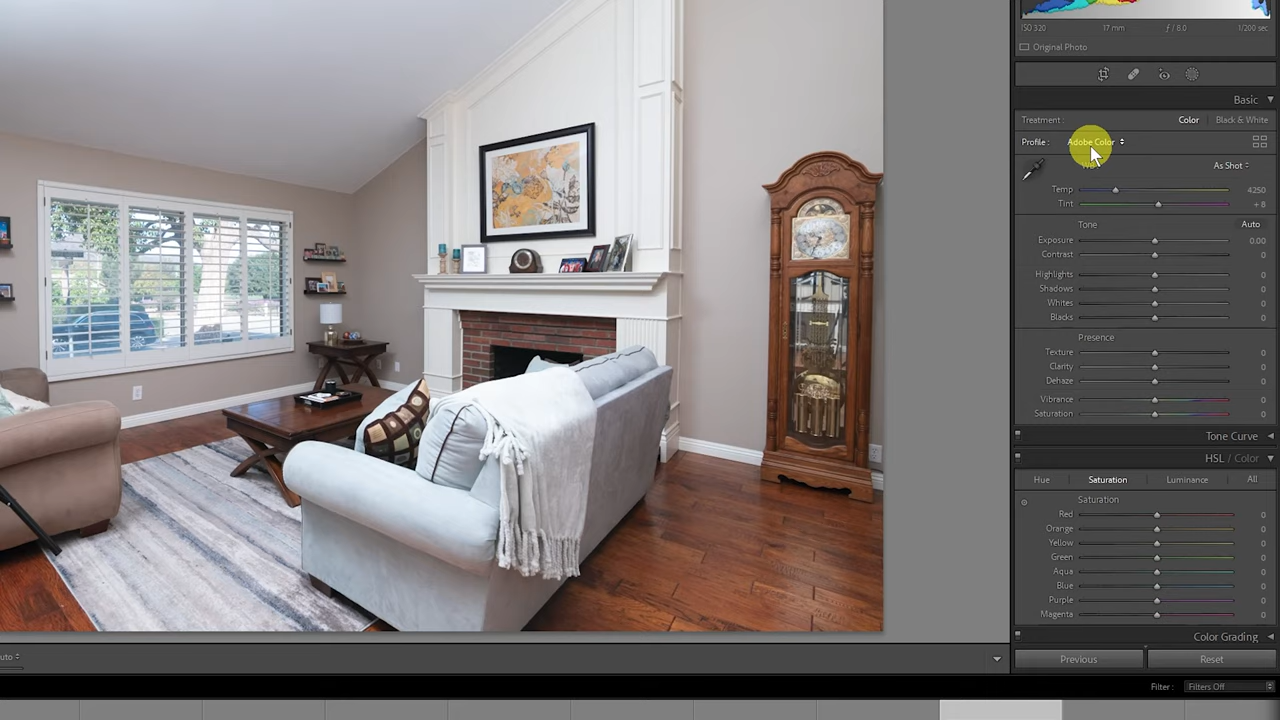 ISO 320 17 mm ƒ / 8.0 1/200 sec
Original Photo
Basic
Treatment : Color Black & White
Profile : Adobe Color
As Shot
Temp 4250
Tint + 8
Tone Auto
Exposure 0.00
Contrast 0
Highlights 0
Shadows 0
Whites 0
Blacks 0
Presence
Texture 0
Clarity 0
Dehaze 0
Vibrance 0
Saturation 0
Tone Curve
HSL / Color
Hue Saturation Luminance All
Saturation
Red 0
Orange 0
Yellow 0
Green 0
Aqua 0
Blue 0
Purple 0
Magenta 0
Color Grading
Previous Reset
Filter : Filters Off